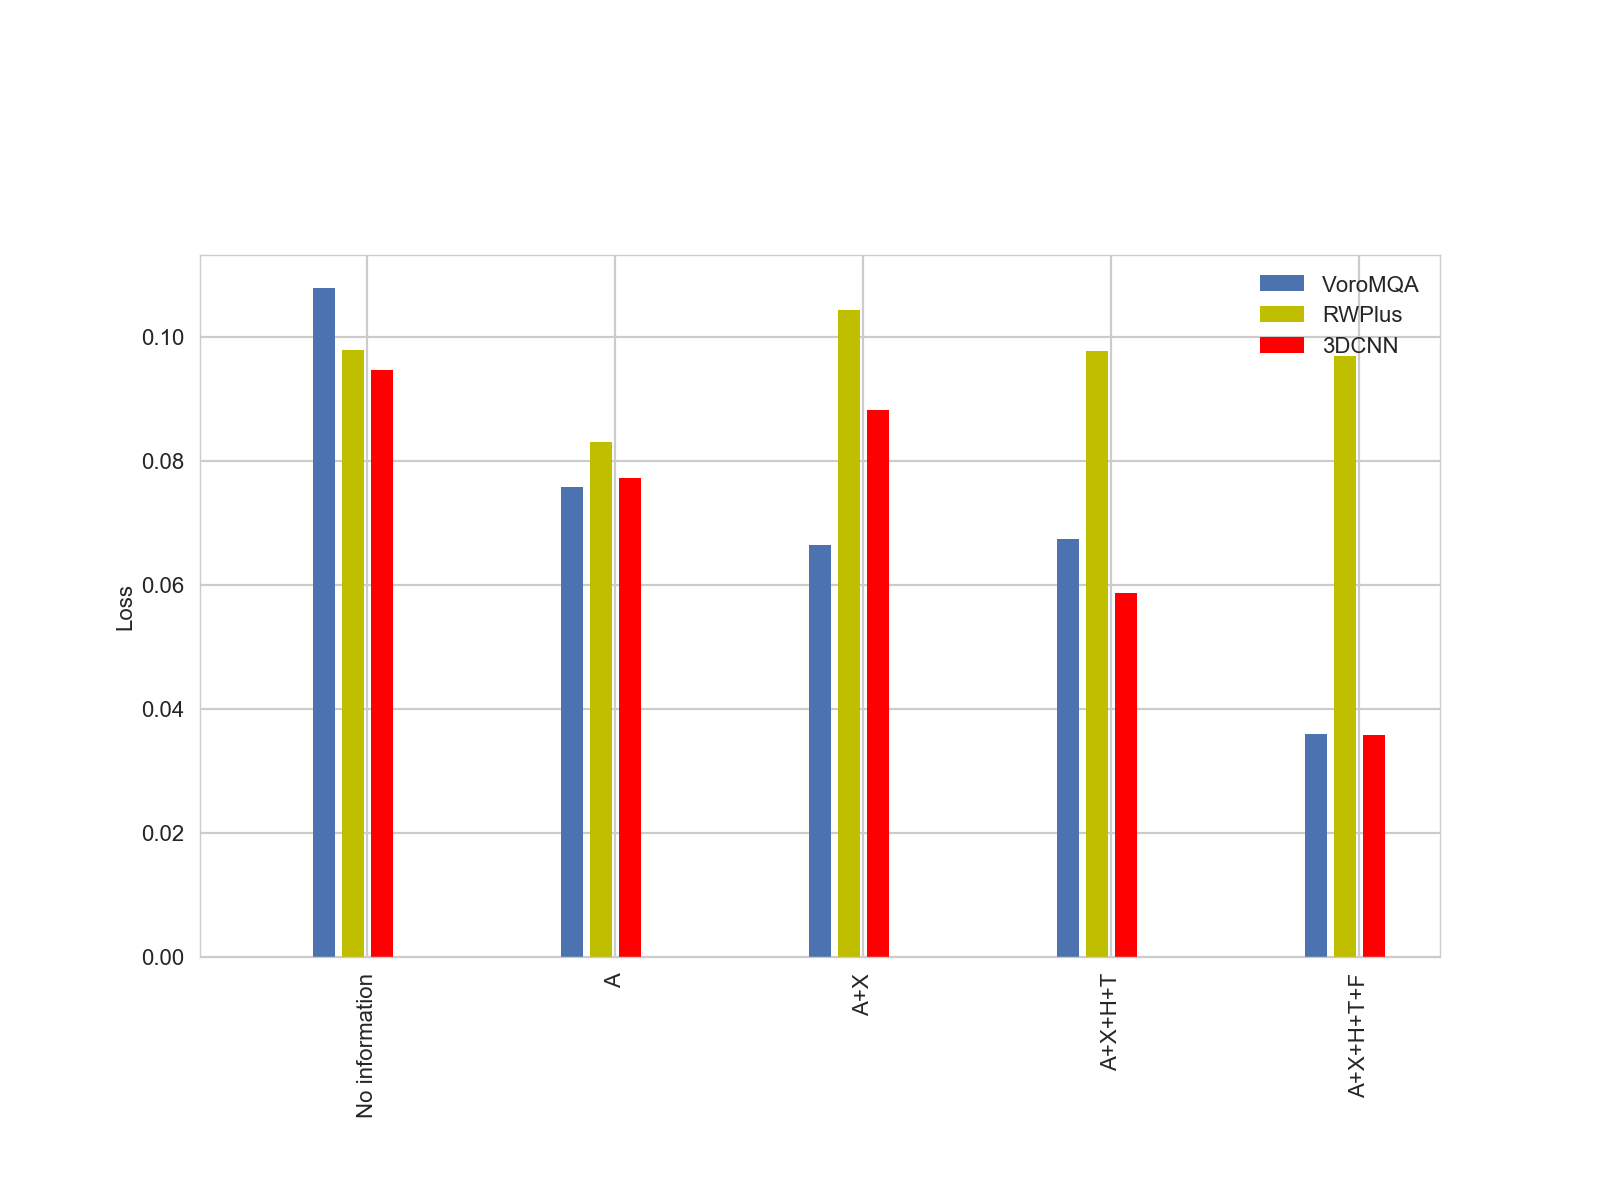 VoroMQA
RWPlus
3DCNN
0.10
0.08
0.06
0.04
0.02
0.00
Loss
No information
A
A+X
A+X+H+T
A+X+H+T+F